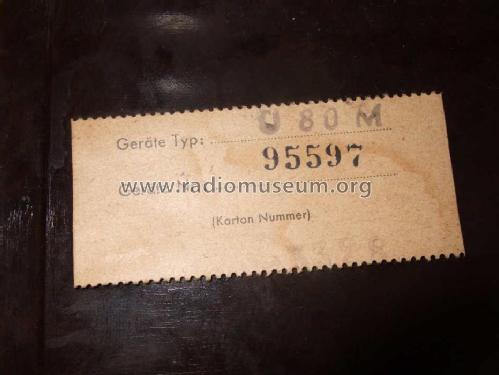 U 80 M
Geräte Typ:
95597
www.radiomuseum.org
(Karton Nummer)